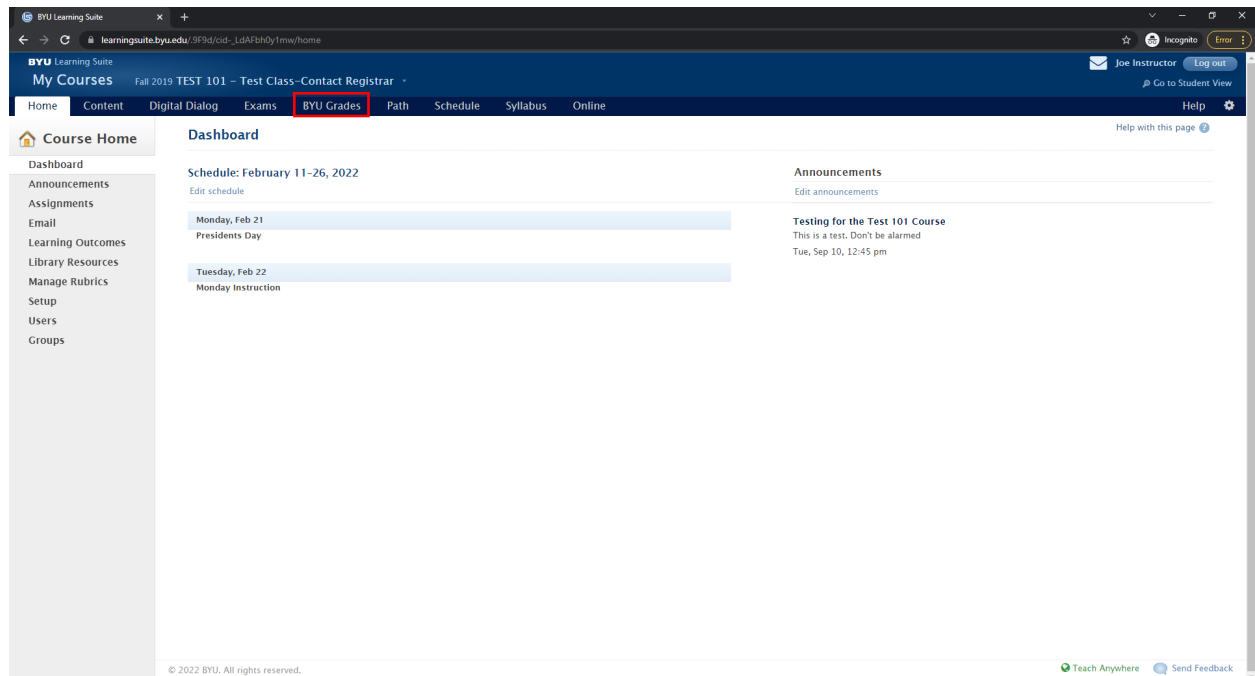 BYU Learning Suite
learningsuite.byu.edu/.9F9d/cid-_LdAFbh0y1mw/home
Incognito
Error
BYU Learning Suite
Joe Instructor
Log out
My Courses
Fall 2019 TEST 101 – Test Class-Contact Registrar
Go to Student View
Home Content Digital Dialog Exams BYU Grades Path Schedule Syllabus Online Help
Course Home
Dashboard
Announcements
Assignments
Email
Learning Outcomes
Library Resources
Manage Rubrics
Setup
Users
Groups
Dashboard
Help with this page ?
Schedule: February 11-26, 2022
Edit schedule
Monday, Feb 21
Presidents Day
Tuesday, Feb 22
Monday Instruction
Announcements
Edit announcements
Testing for the Test 101 Course
This is a test. Don't be alarmed
Tue, Sep 10, 12:45 pm
© 2022 BYU. All rights reserved.
Teach Anywhere
Send Feedback